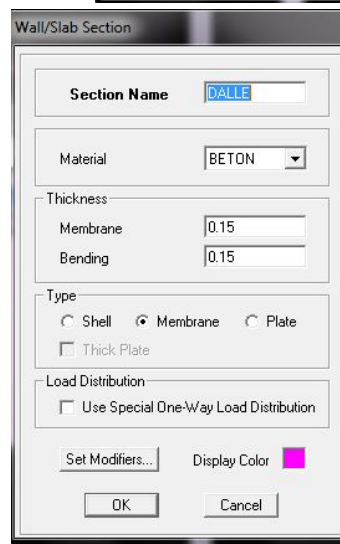 Wall/Slab Section
Section Name DALLE
Material BETON
Thickness
Membrane 0.15
Bending 0.15
Type
Shell Membrane Plate
Thick Plate
Load Distribution
Use Special One-Way Load Distribution
Set Modifiers... Display Color
OK Cancel